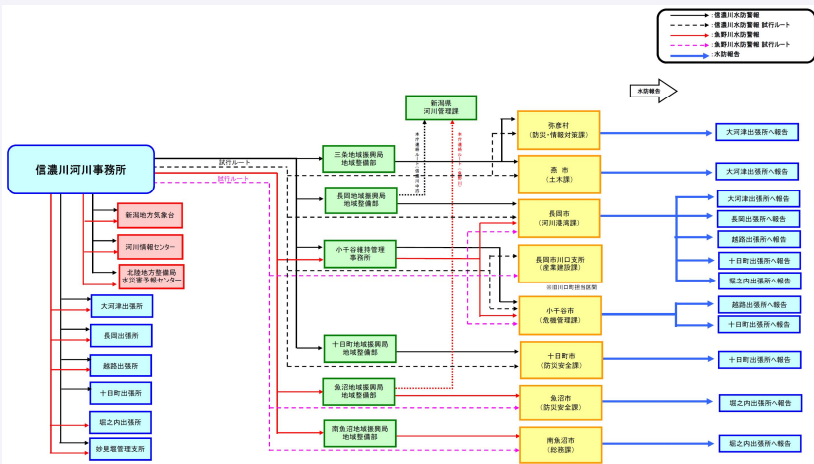 :信濃川水防警報
:信濃川水防警報 試行ルート
:魚野川水防警報
:魚野川水防警報 試行ルート
:水防報告
水防報告
新潟県
河川管理課
信濃川河川事務所
試行ルート
試行ルート
新潟地方気象台
河川情報センター
北陸地方整備局
水災害予報センター
大河津出張所
長岡出張所
越路出張所
十日町出張所
堀之内出張所
妙見堰管理支所
三条地域振興局
地域整備部
長岡地域振興局
地域整備部
小千谷維持管理
事務所
十日町地域振興局
地域整備部
魚沼地域振興局
地域整備部
南魚沼地域振興局
地域整備部
弥彦村
(防災・情報対策課)
燕 市
(土木課)
長岡市
(河川港湾課)
長岡市川口支所
(産業建設課)
※旧川口町担当区間
小千谷市
(危機管理課)
十日町市
(防災安全課)
魚沼市
(防災安全課)
南魚沼市
(総務課)
大河津出張所へ報告
大河津出張所へ報告
大河津出張所へ報告
長岡出張所へ報告
越路出張所へ報告
十日町出張所へ報告
堀之内出張所へ報告
越路出張所へ報告
十日町出張所へ報告
十日町出張所へ報告
堀之内出張所へ報告
堀之内出張所へ報告